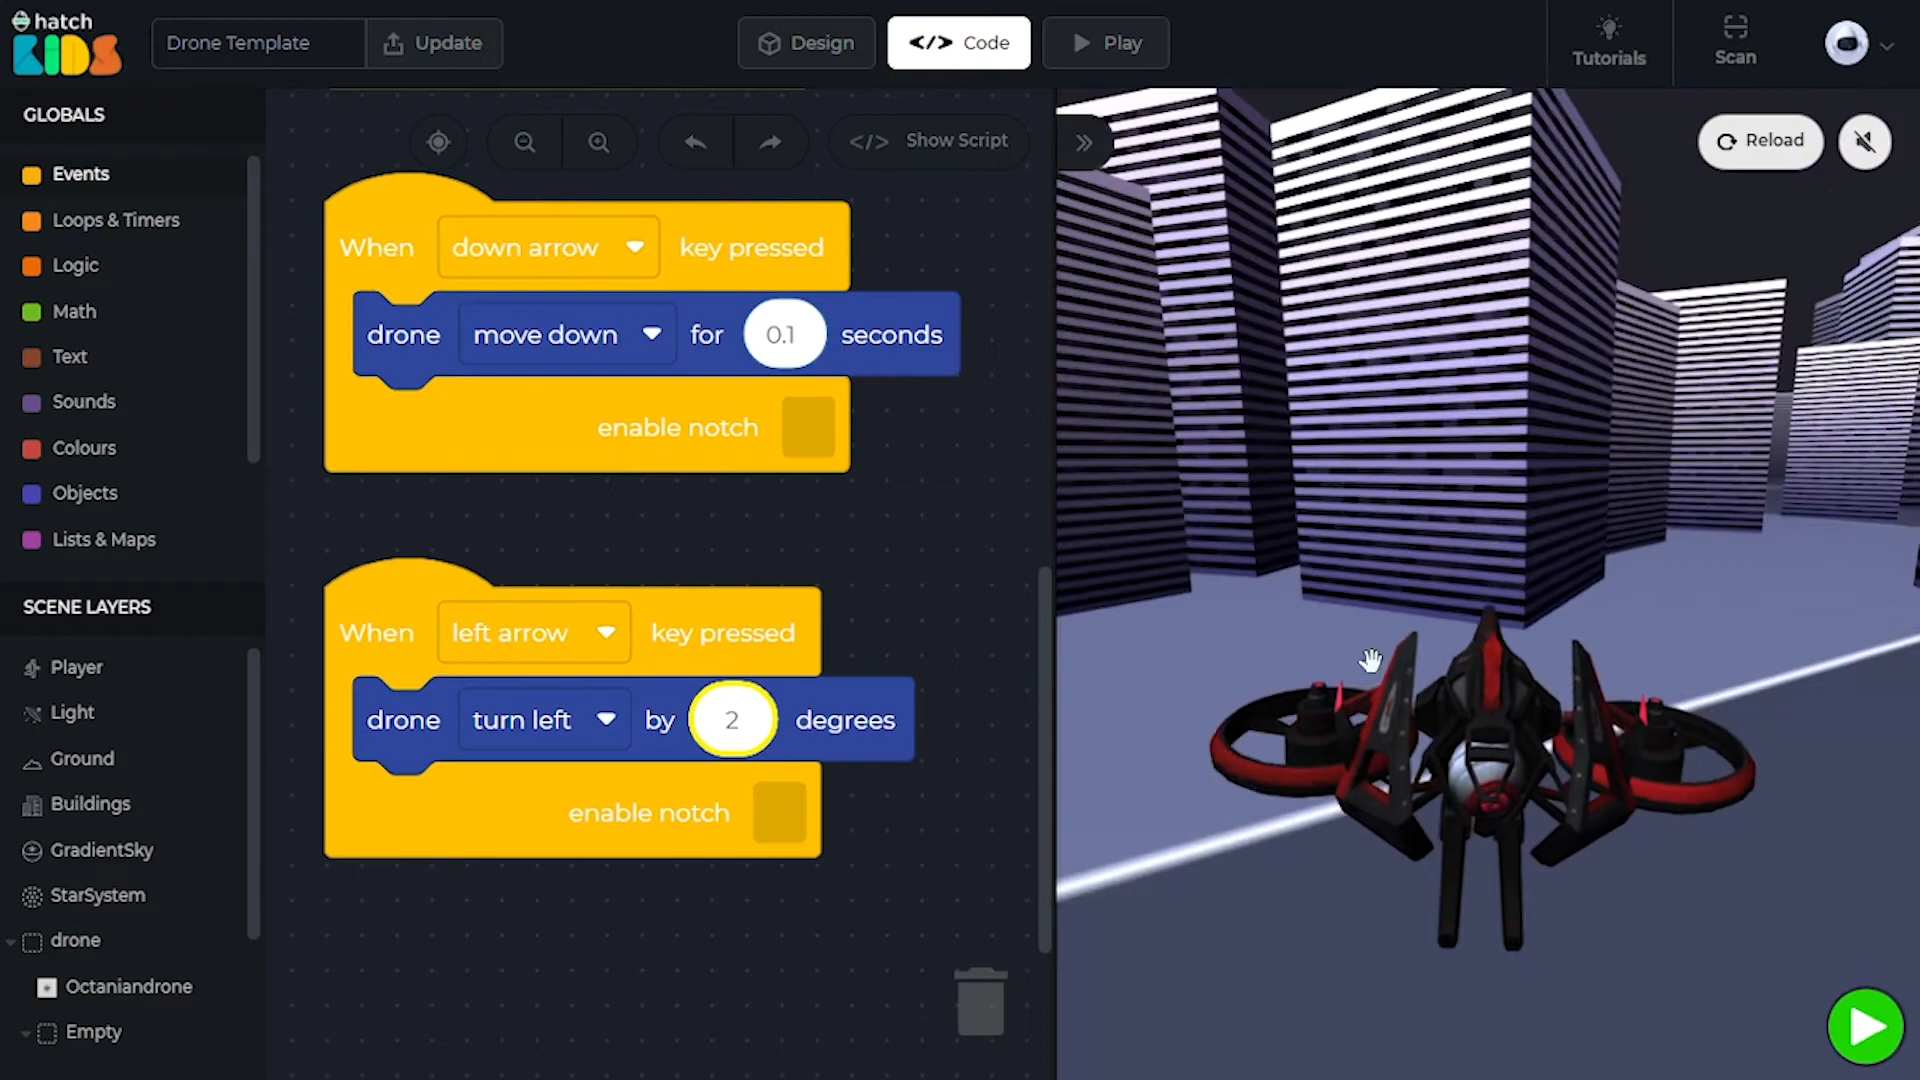 hatch
KIDS
Drone Template
Update
Design
</> Code
Play
Tutorials
Scan
GLOBALS
Events
Loops & Timers
Logic
Math
Text
Sounds
Colours
Objects
Lists & Maps
SCENE LAYERS
Player
Light
Ground
Buildings
GradientSky
StarSystem
drone
Octaniandrone
Empty
</> Show Script
When down arrow key pressed
drone move down for 0.1 seconds
enable notch
When left arrow key pressed
drone turn left by 2 degrees
enable notch
Reload